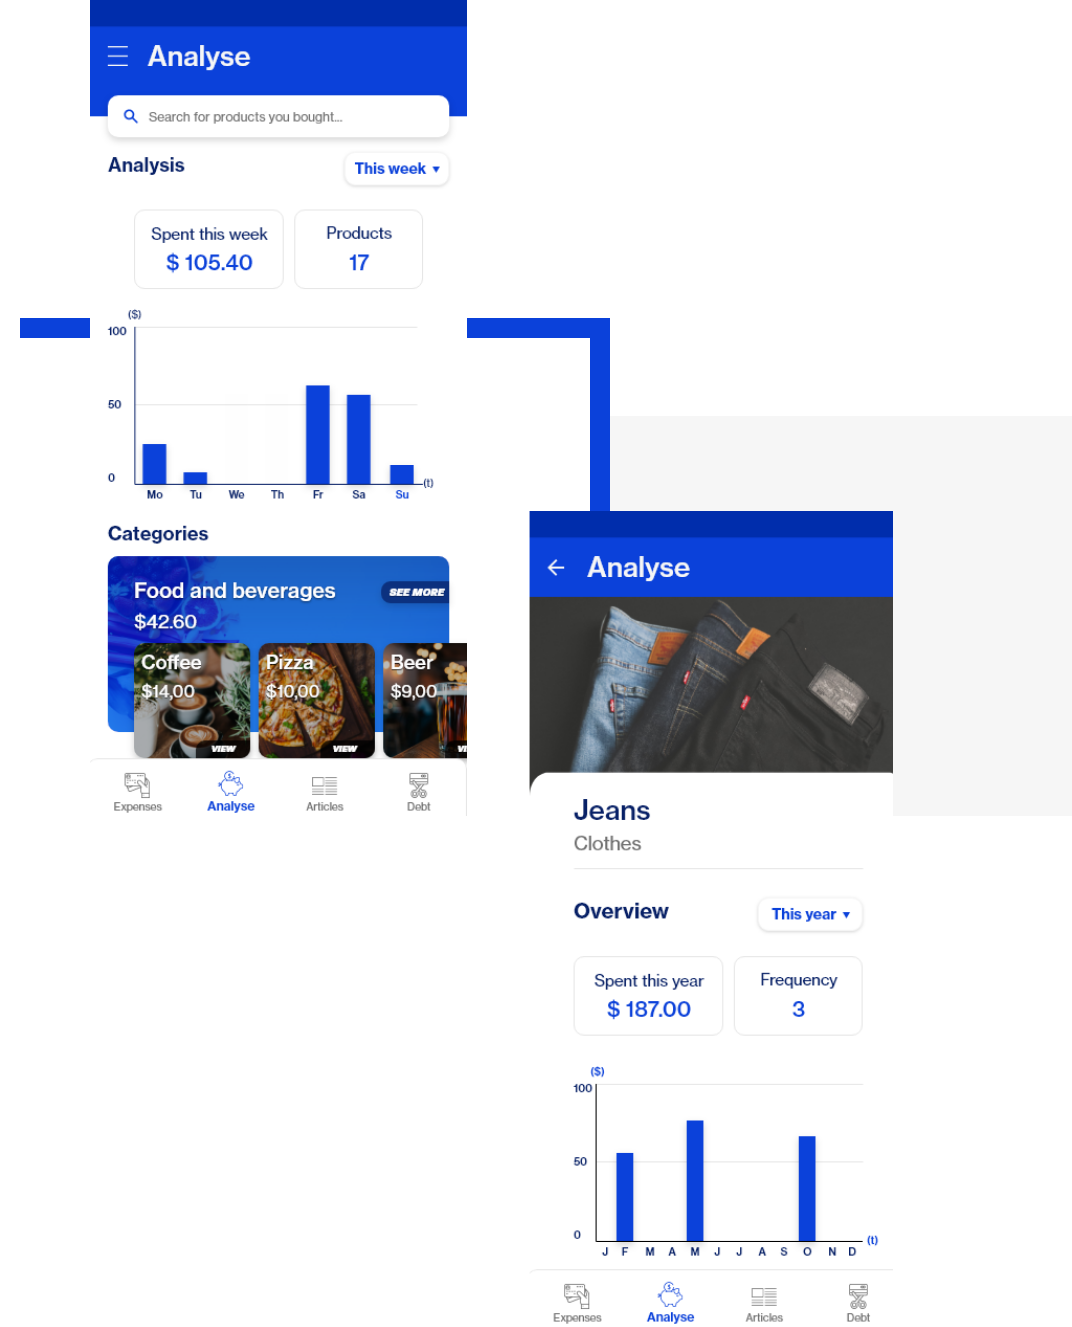 Analyse
Search for products you bought...
Analysis
This week
Spent this week
$ 105.40
Products
17
($)
100
50
0
(t)
Mo Tu We Th Fr Sa Su
Categories
Food and beverages
SEE MORE
$42.60
Coffee
$14,00
VIEW
Pizza
$10,00
VIEW
Beer
$9,00
VI
Expenses
Analyse
Articles
Debt
Analyse
Jeans
Clothes
Overview
This year
Spent this year
$ 187.00
Frequency
3
($)
100
50
0
(t)
J F M A M J J A S O N D
Expenses
Analyse
Articles
Debt